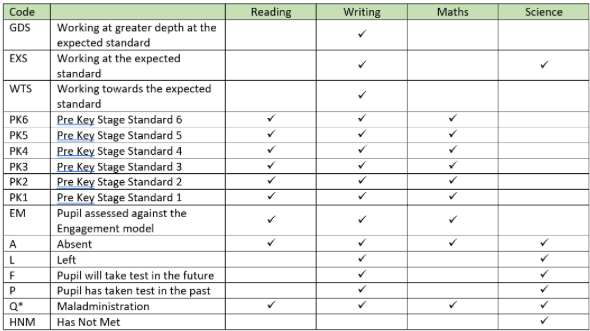 Code Reading Writing Maths Science
GDS Working at greater depth at the
expected standard ✓
EXS Working at the expected
standard ✓ ✓
WTS Working towards the expected
standard ✓
PK6 Pre Key Stage Standard 6 ✓ ✓ ✓
PK5 Pre Key Stage Standard 5 ✓ ✓ ✓
PK4 Pre Key Stage Standard 4 ✓ ✓ ✓
PK3 Pre Key Stage Standard 3 ✓ ✓ ✓
PK2 Pre Key Stage Standard 2 ✓ ✓ ✓
PK1 Pre Key Stage Standard 1 ✓ ✓ ✓
EM Pupil assessed against the
Engagement model ✓ ✓ ✓
A Absent ✓ ✓ ✓ ✓
L Left ✓ ✓
F Pupil will take test in the future ✓ ✓
P Pupil has taken test in the past ✓ ✓
Q* Maladministration ✓ ✓ ✓ ✓
HNM Has Not Met ✓